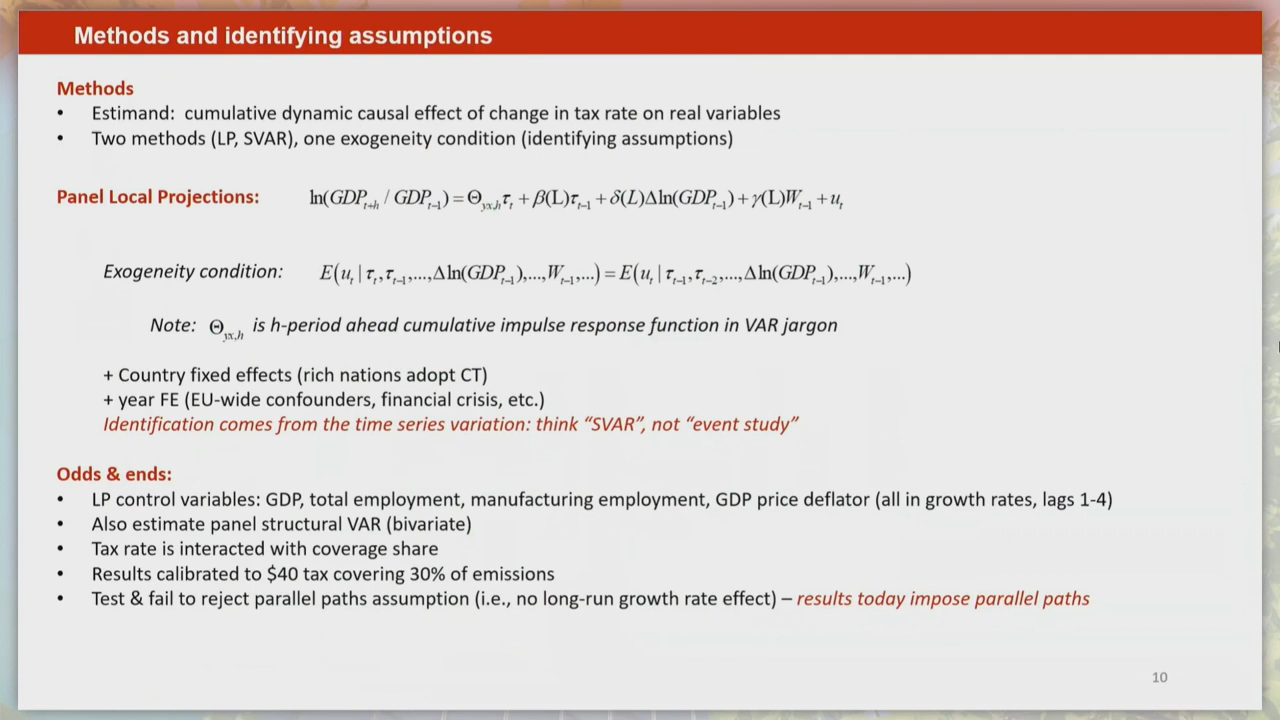 Methods and identifying assumptions
Methods
• Estimand: cumulative dynamic causal effect of change in tax rate on real variables
• Two methods (LP, SVAR), one exogeneity condition (identifying assumptions)
Panel Local Projections: ln(GDP_{t+h} / GDP_{t−1}) = Θ_{yx,h}τ_t + β(L)τ_{t−1} + δ(L)Δln(GDP_{t−1}) + γ(L)W_{t−1} + u_t
Exogeneity condition: E(u_t | τ_t, τ_{t−1},...,Δln(GDP_{t−1}),...,W_{t−1},...) = E(u_t | τ_{t−1}, τ_{t−2},...,Δln(GDP_{t−1}),...,W_{t−1},...)
Note: Θ_{yx,h} is h-period ahead cumulative impulse response function in VAR jargon
+ Country fixed effects (rich nations adopt CT)
+ year FE (EU-wide confounders, financial crisis, etc.)
Identification comes from the time series variation: think “SVAR”, not “event study”
Odds & ends:
• LP control variables: GDP, total employment, manufacturing employment, GDP price deflator (all in growth rates, lags 1-4)
• Also estimate panel structural VAR (bivariate)
• Tax rate is interacted with coverage share
• Results calibrated to $40 tax covering 30% of emissions
• Test & fail to reject parallel paths assumption (i.e., no long-run growth rate effect) – results today impose parallel paths
10